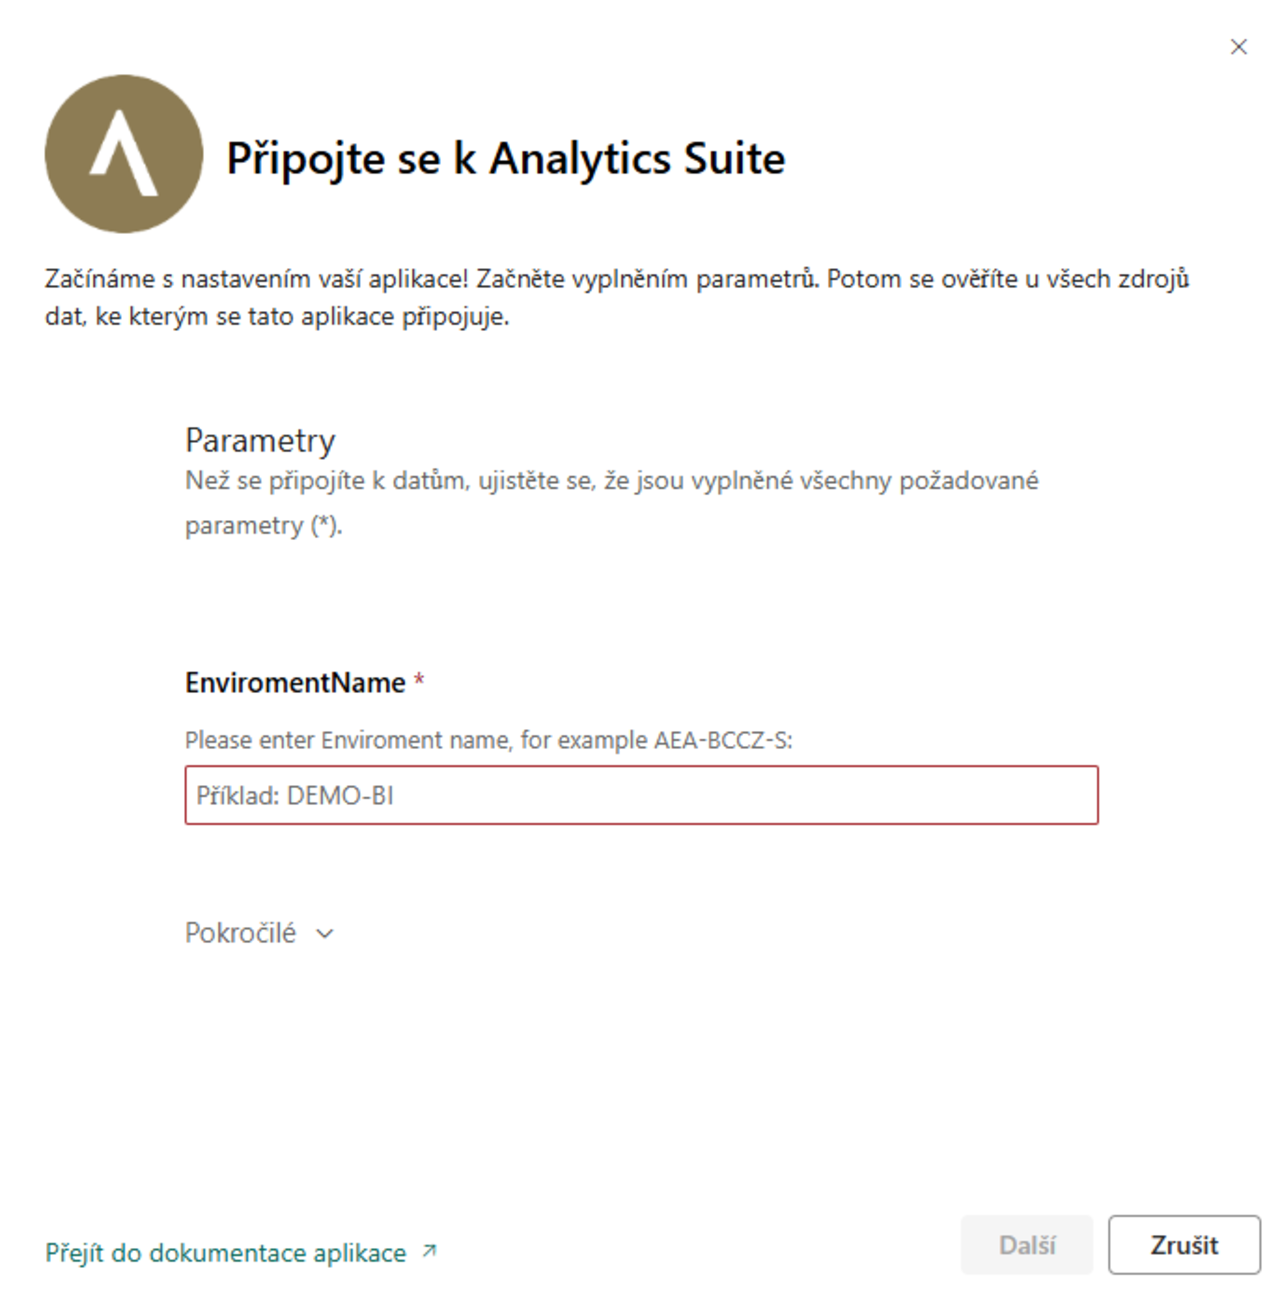 Připojte se k Analytics Suite
Začínáme s nastavením vaší aplikace! Začněte vyplněním parametrů. Potom se ověříte u všech zdrojů
dat, ke kterým se tato aplikace připojuje.
Parametry
Než se připojíte k datům, ujistěte se, že jsou vyplněné všechny požadované
parametry (*).
EnviromentName *
Please enter Enviroment name, for example AEA-BCCZ-S:
Příklad: DEMO-BI
Pokročilé
Přejít do dokumentace aplikace
Další
Zrušit